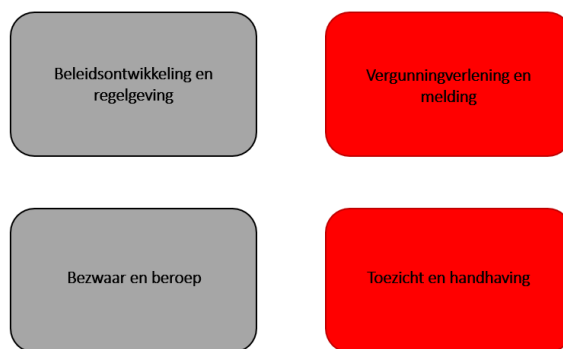 Beleidsontwikkeling en
regelgeving
Vergunningverlening en
melding
Bezwaar en beroep
Toezicht en handhaving